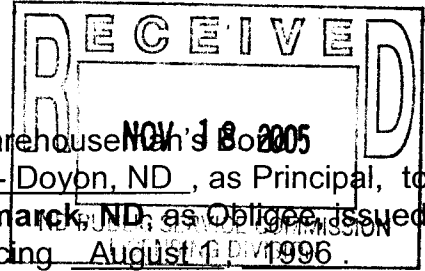 RECEIVED
NOV 18 2005
arehouseman's Bond
- Doyon, ND , as Principal, to
marck, ND, as Obligee, issued
cing August 1, 1996 .